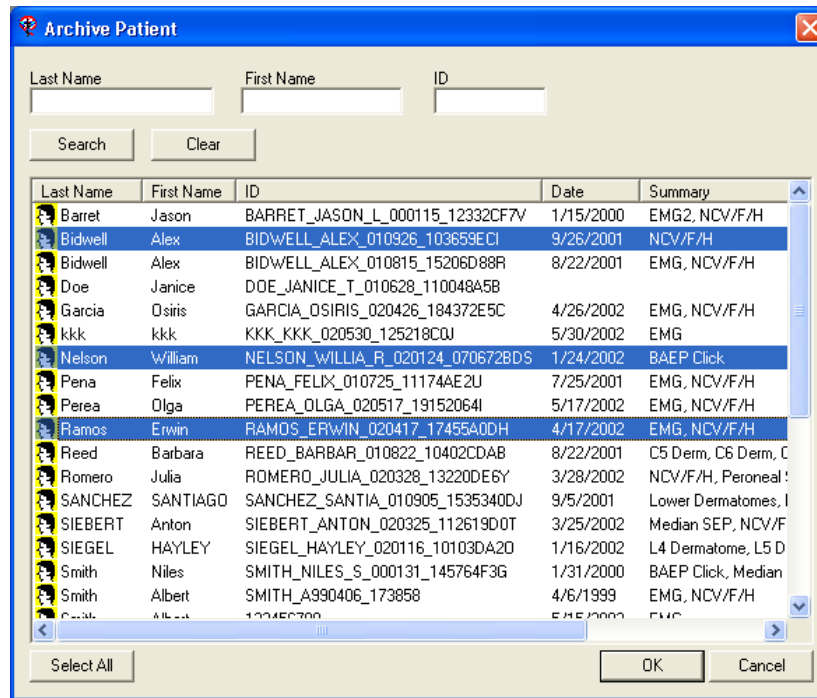 Archive Patient
Last Name First Name ID
Search Clear
Last Name First Name ID Date Summary
Barret Jason BARRET_JASON_L_000115_12332CF7V 1/15/2000 EMG2, NCV/F/H
Bidwell Alex BIDWELL_ALEX_010926_103659ECI 9/26/2001 NCV/F/H
Bidwell Alex BIDWELL_ALEX_010815_15206D88R 8/22/2001 EMG, NCV/F/H
Doe Janice DOE_JANICE_T_010628_110048A5B
Garcia Osiris GARCIA_OSIRIS_020426_184372E5C 4/26/2002 EMG, NCV/F/H
kkk kkk KKK_KKK_020530_125218C0J 5/30/2002 EMG
Nelson William NELSON_WILLIA_R_020124_070672BDS 1/24/2002 BAEP Click
Pena Felix PENA_FELIX_010725_11174AE2U 7/25/2001 EMG, NCV/F/H
Perea Olga PEREA_OLGA_020517_19152064I 5/17/2002 EMG, NCV/F/H
Ramos Erwin RAMOS_ERWIN_020417_17455A0DH 4/17/2002 EMG, NCV/F/H
Reed Barbara REED_BARBAR_010822_10402CDAB 8/22/2001 C5 Derm, C6 Derm, C
Romero Julia ROMERO_JULIA_020328_13220DE6Y 3/28/2002 NCV/F/H, Peroneal
SANCHEZ SANTIAGO SANCHEZ_SANTIA_010905_1535340DJ 9/5/2001 Lower Dermatomes,
SIEBERT Anton SIEBERT_ANTON_020325_112619D0T 3/25/2002 Median SEP, NCV/F
SIEGEL HAYLEY SIEGEL_HAYLEY_020116_10103DA2O 1/16/2002 L4 Dermatome, L5 D
Smith Niles SMITH_NILES_S_000131_145764F3G 1/31/2000 BAEP Click, Median
Smith Albert SMITH_A990406_173858 4/6/1999 EMG, NCV/F/H
Select All OK Cancel